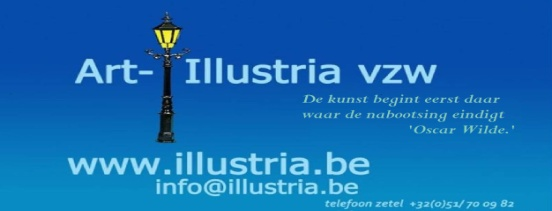 Art- Illustria vzw
De kunst begint eerst daar
waar de nabootsing eindigt
'Oscar Wilde.'
www.illustria.be
info@illustria.be
telefoon zetel +32(0)51/ 70 09 82